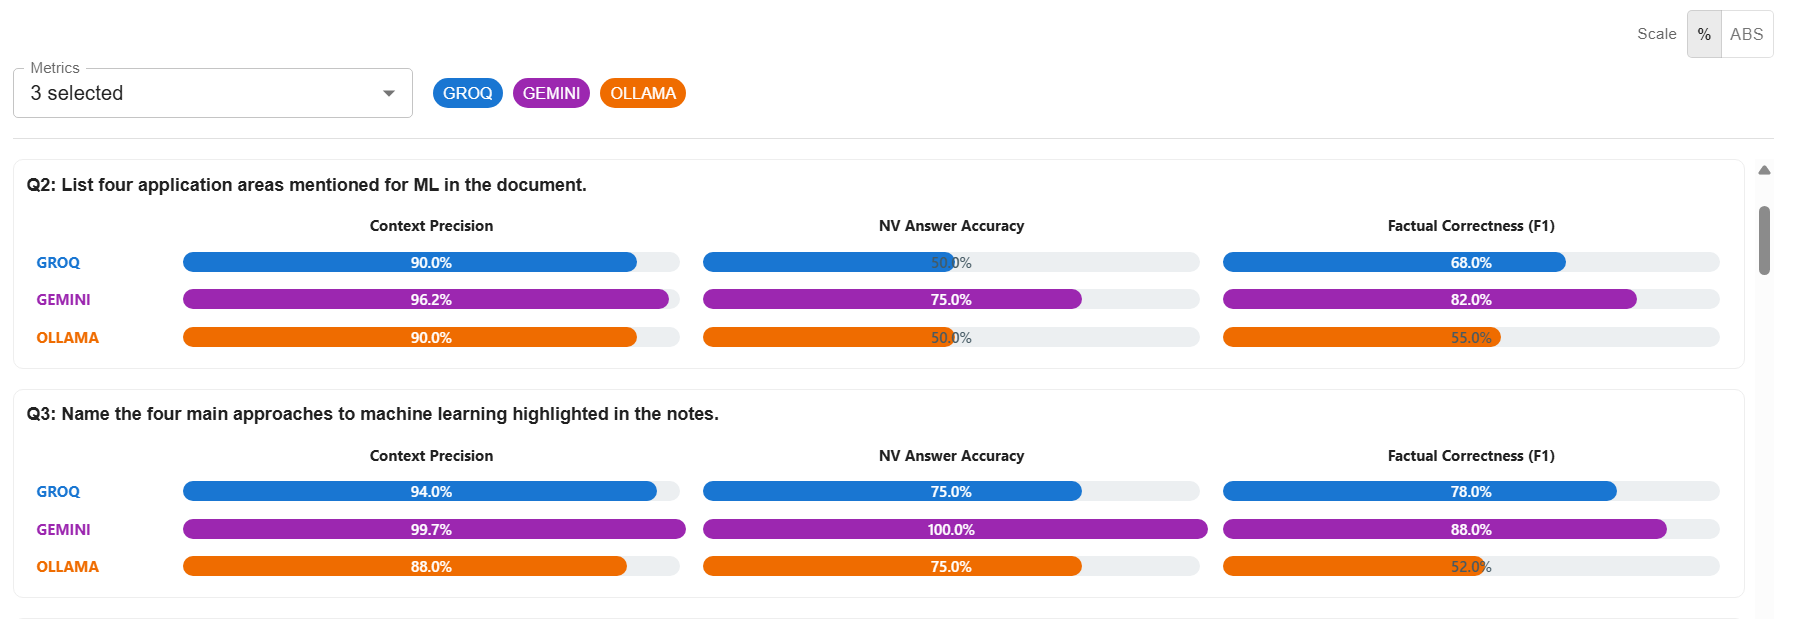 Scale % ABS
Metrics
3 selected
GROQ GEMINI OLLAMA
Q2: List four application areas mentioned for ML in the document.
Context Precision NV Answer Accuracy Factual Correctness (F1)
GROQ 90.0% 50.0% 68.0%
GEMINI 96.2% 75.0% 82.0%
OLLAMA 90.0% 50.0% 55.0%
Q3: Name the four main approaches to machine learning highlighted in the notes.
Context Precision NV Answer Accuracy Factual Correctness (F1)
GROQ 94.0% 75.0% 78.0%
GEMINI 99.7% 100.0% 88.0%
OLLAMA 88.0% 75.0% 52.0%